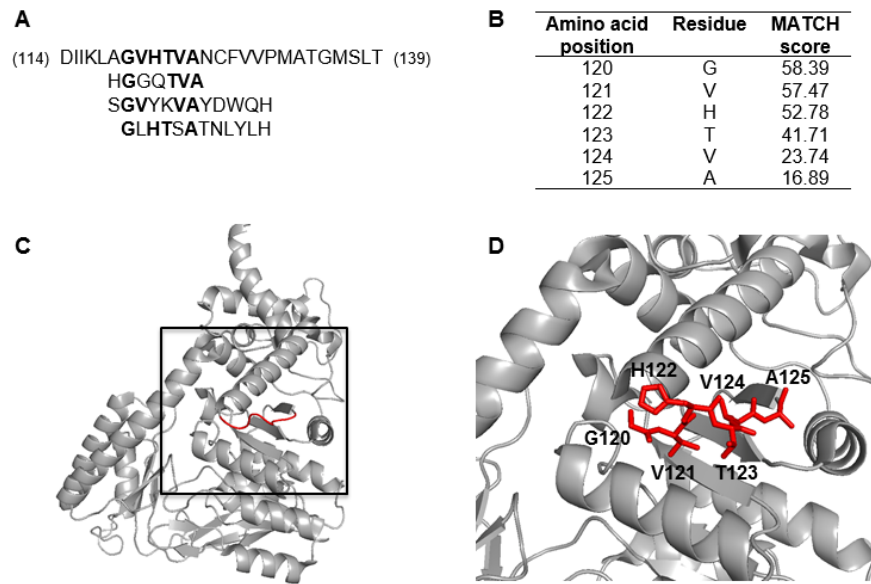 A
(114) DIIKLAGVHTVANCFVVPMATGMSLT (139)
HGGQTVA
SGVYKVAYDWQH
GLHTSATNLYLH
B
Amino acid position Residue MATCH score
120 G 58.39
121 V 57.47
122 H 52.78
123 T 41.71
124 V 23.74
125 A 16.89
C
D
H122
V124
A125
G120
V121
T123